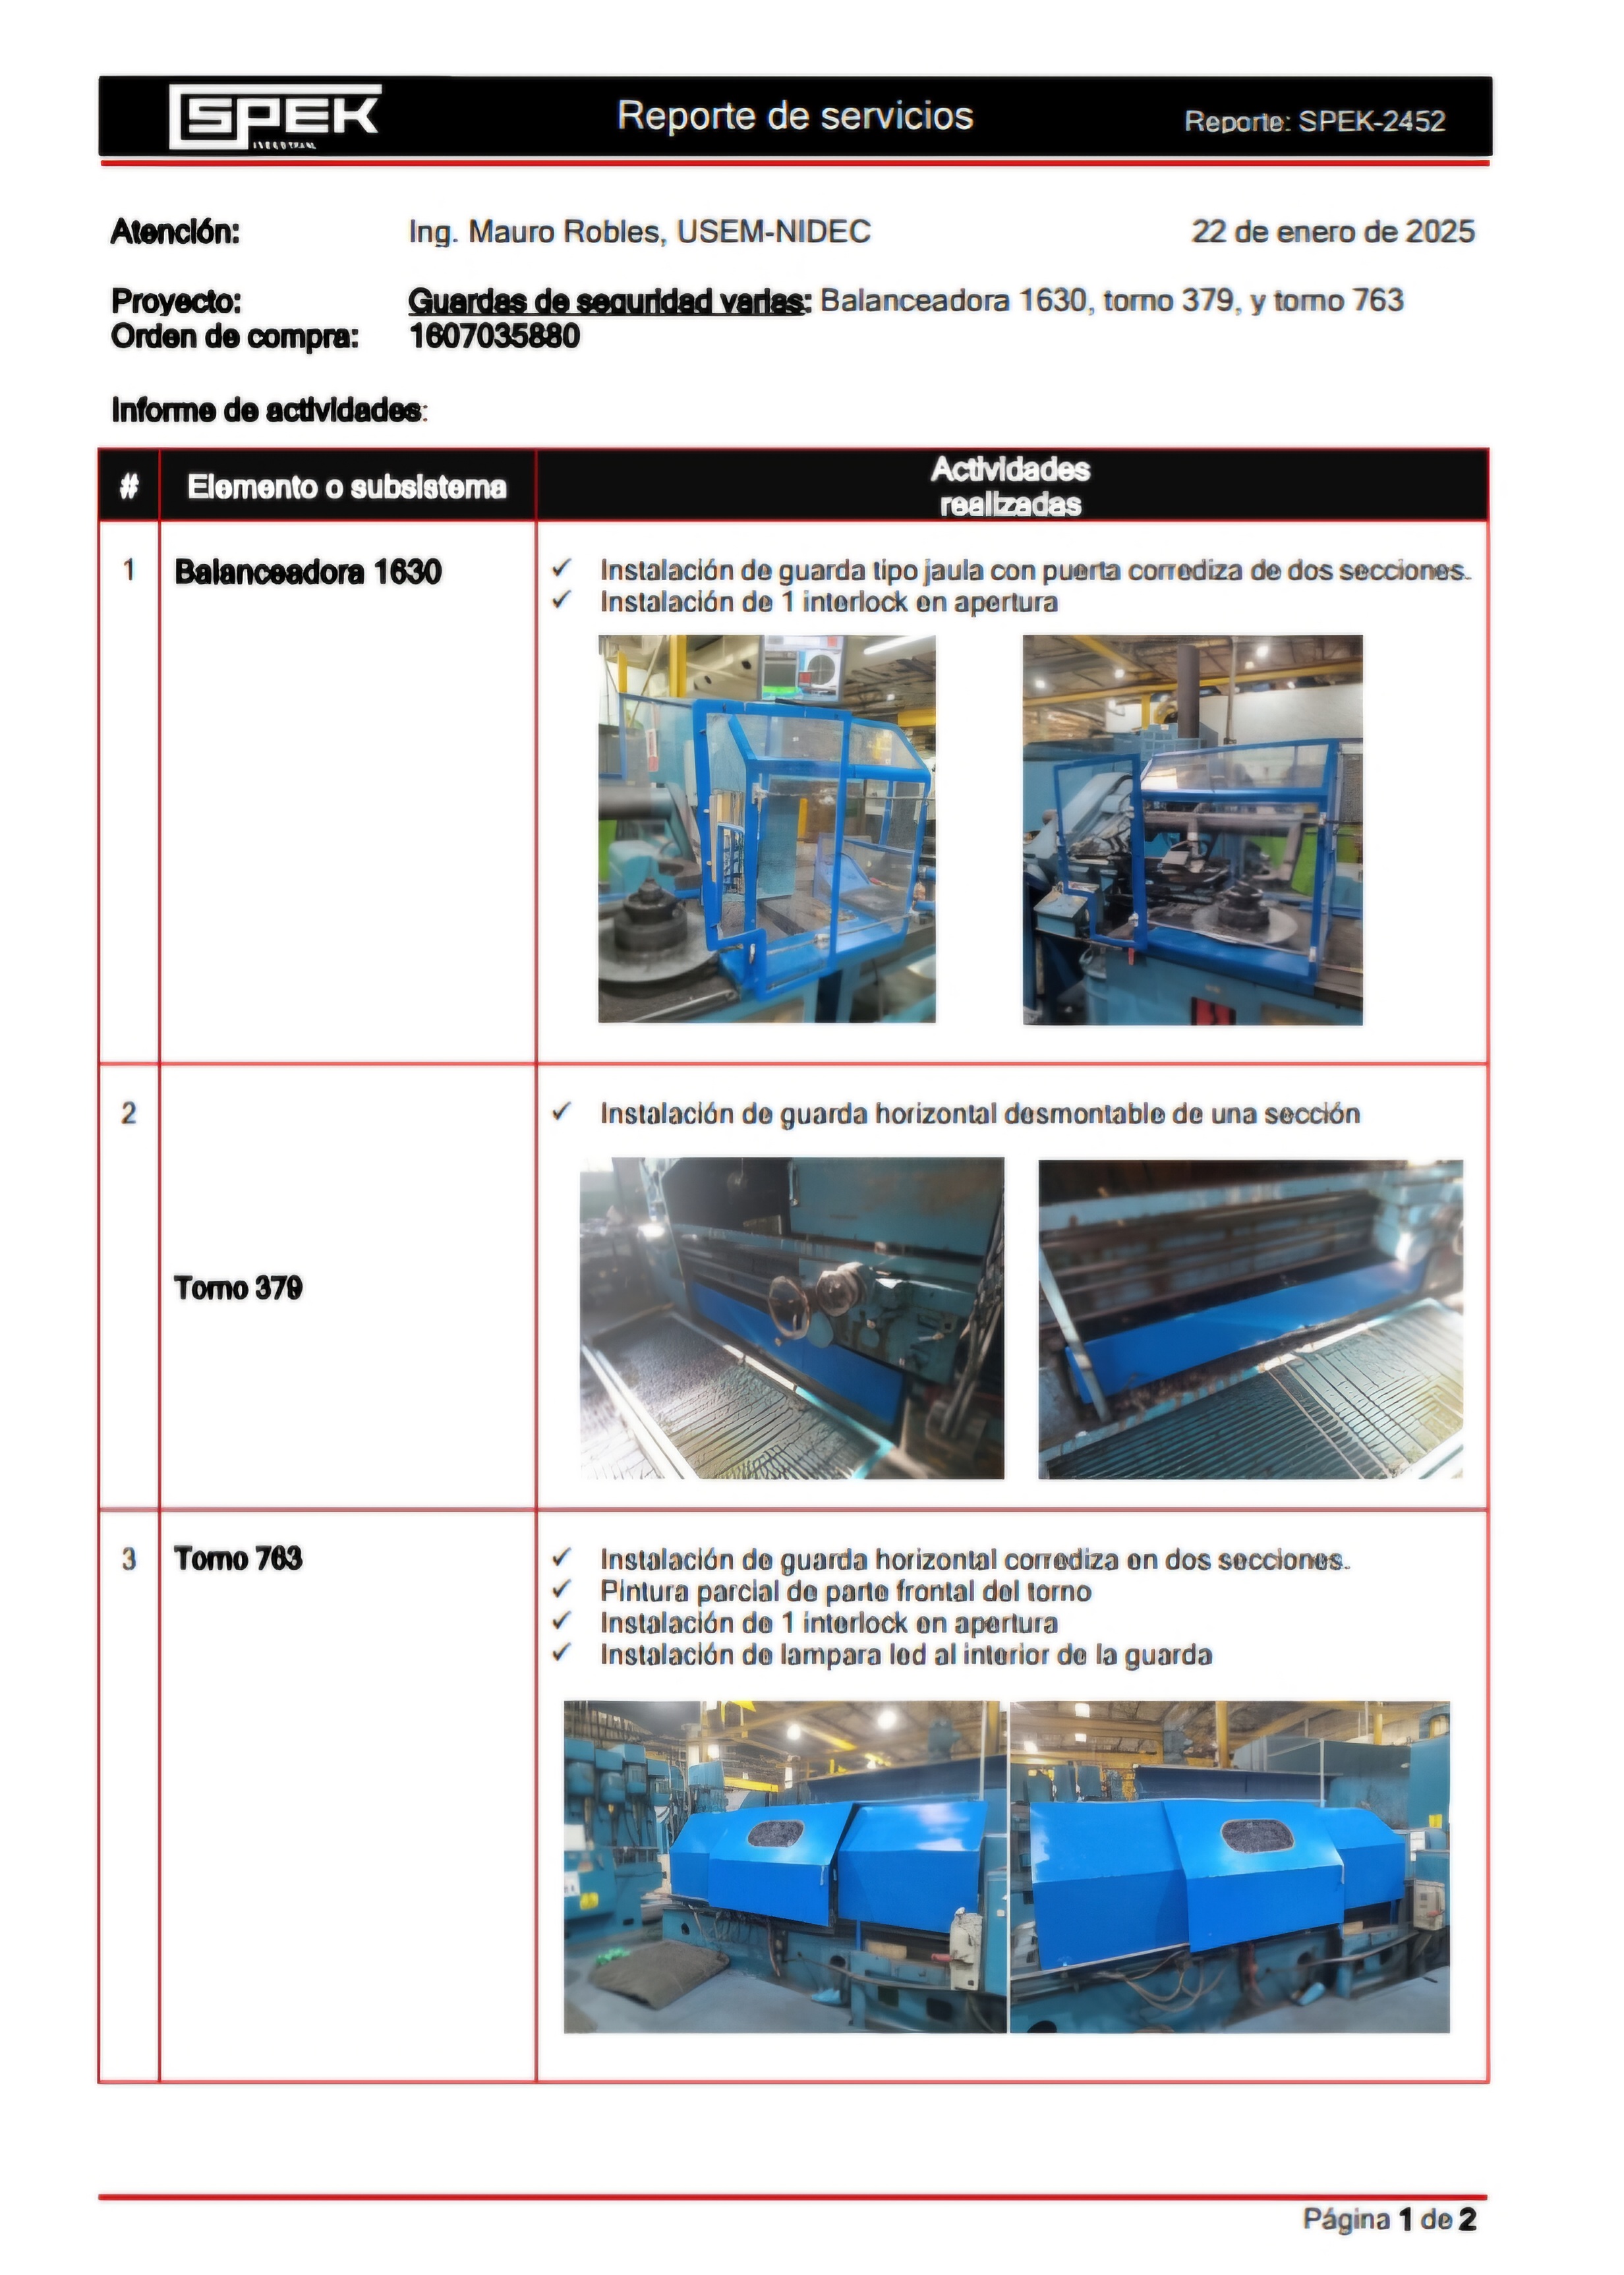 SPEK
Reporte de servicios
Reporte: SPEK-2452
Atención: Ing. Mauro Robles, USEM-NIDEC 22 de enero de 2025
Proyecto: Guardas de seguridad varias: Balanceadora 1630, torno 379, y torno 763
Orden de compra: 1607035880
Informe de actividades:
# Elemento o subsistema Actividades
realizadas
1 Balanceadora 1630
✓ Instalación de guarda tipo jaula con puerta corrediza de dos secciones.
✓ Instalación de 1 interlock en apertura
2 Torno 379
✓ Instalación de guarda horizontal desmontable de una sección
3 Torno 763
✓ Instalación de guarda horizontal corrediza en dos secciones.
✓ Pintura parcial de parte frontal del torno
✓ Instalación de 1 interlock en apertura
✓ Instalación de lampara led al interior de la guarda
Página 1 de 2